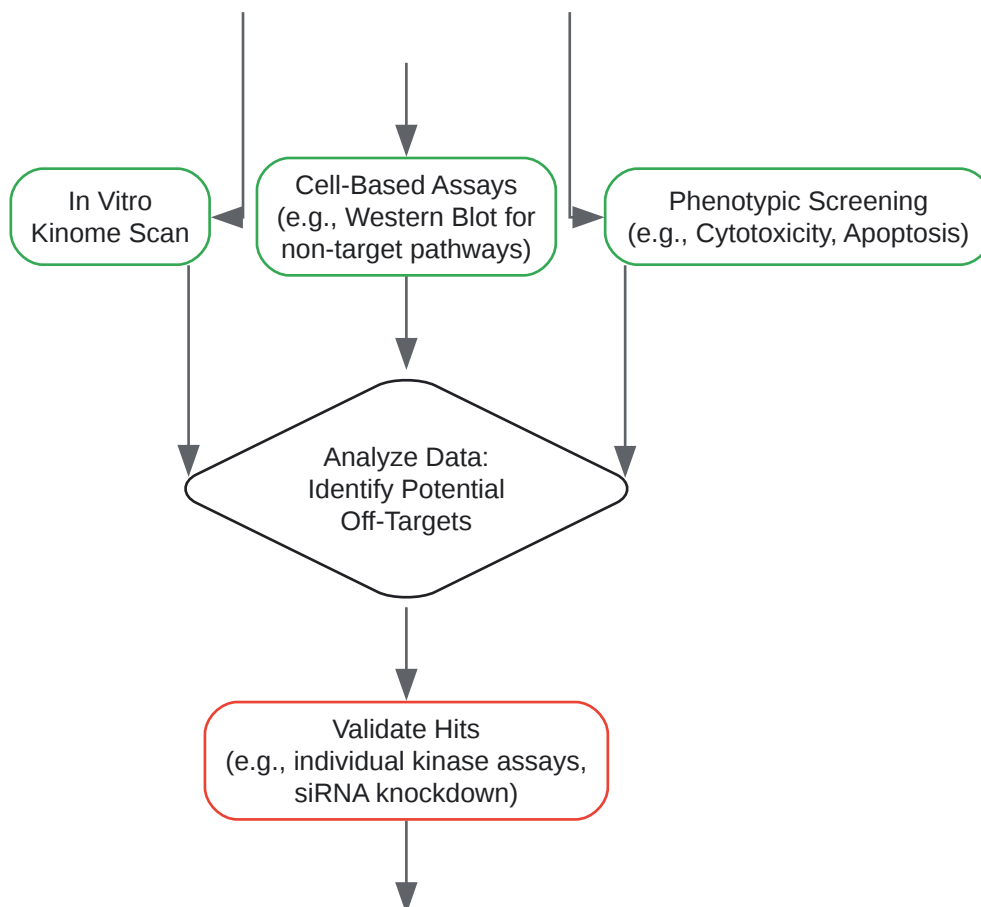 In Vitro
Kinome Scan
Cell-Based Assays
(e.g., Western Blot for
non-target pathways)
Phenotypic Screening
(e.g., Cytotoxicity, Apoptosis)
Analyze Data:
Identify Potential
Off-Targets
Validate Hits
(e.g., individual kinase assays,
siRNA knockdown)